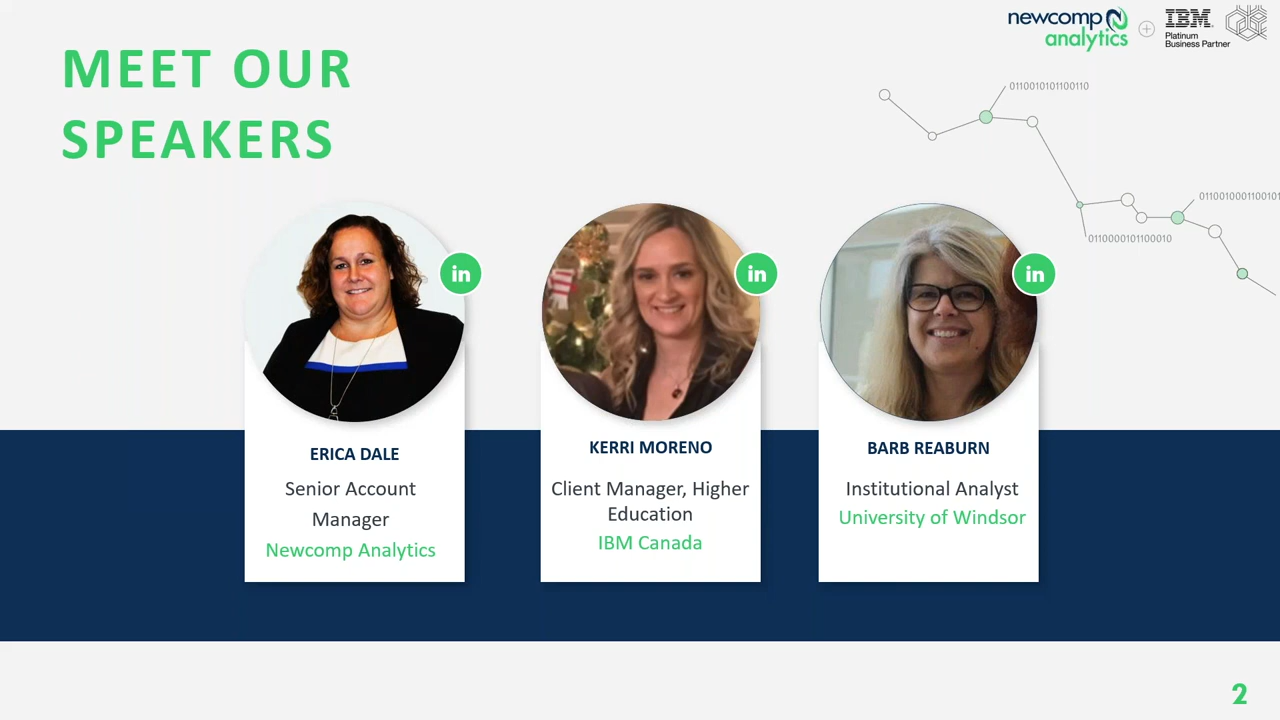 newcomp
analytics
IBM
Platinum
Business Partner
MEET OUR
SPEAKERS
0110010101100110
0110000101100010
in
in
in
ERICA DALE
Senior Account
Manager
Newcomp Analytics
KERRI MORENO
Client Manager, Higher
Education
IBM Canada
BARB REABURN
Institutional Analyst
University of Windsor
2